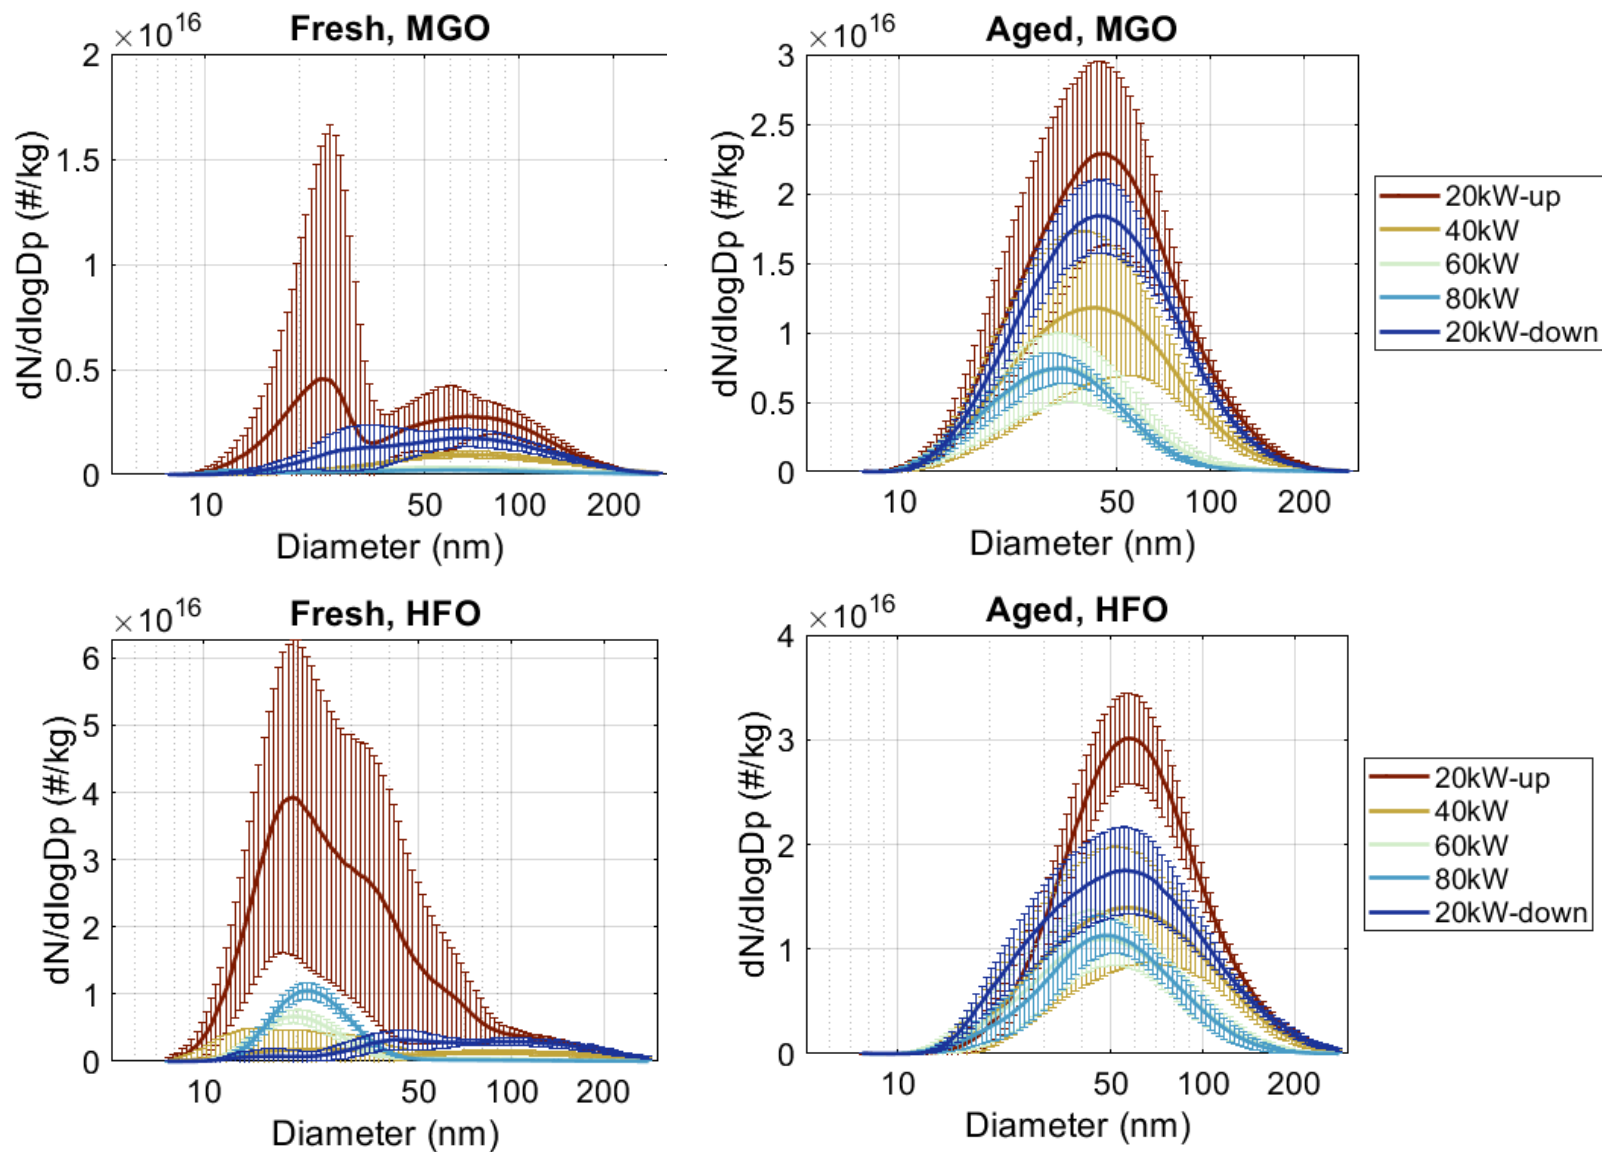 Fresh, MGO
×10^16
2
1.5
1
0.5
0
dN/dlogDp (#/kg)
10 50 100 200
Diameter (nm)
Aged, MGO
×10^16
3
2.5
2
1.5
1
0.5
0
dN/dlogDp (#/kg)
10 50 100 200
Diameter (nm)
20kW-up
40kW
60kW
80kW
20kW-down
Fresh, HFO
×10^16
6
5
4
3
2
1
0
dN/dlogDp (#/kg)
10 50 100 200
Diameter (nm)
Aged, HFO
×10^16
4
3
2
1
0
dN/dlogDp (#/kg)
10 50 100 200
Diameter (nm)
20kW-up
40kW
60kW
80kW
20kW-down